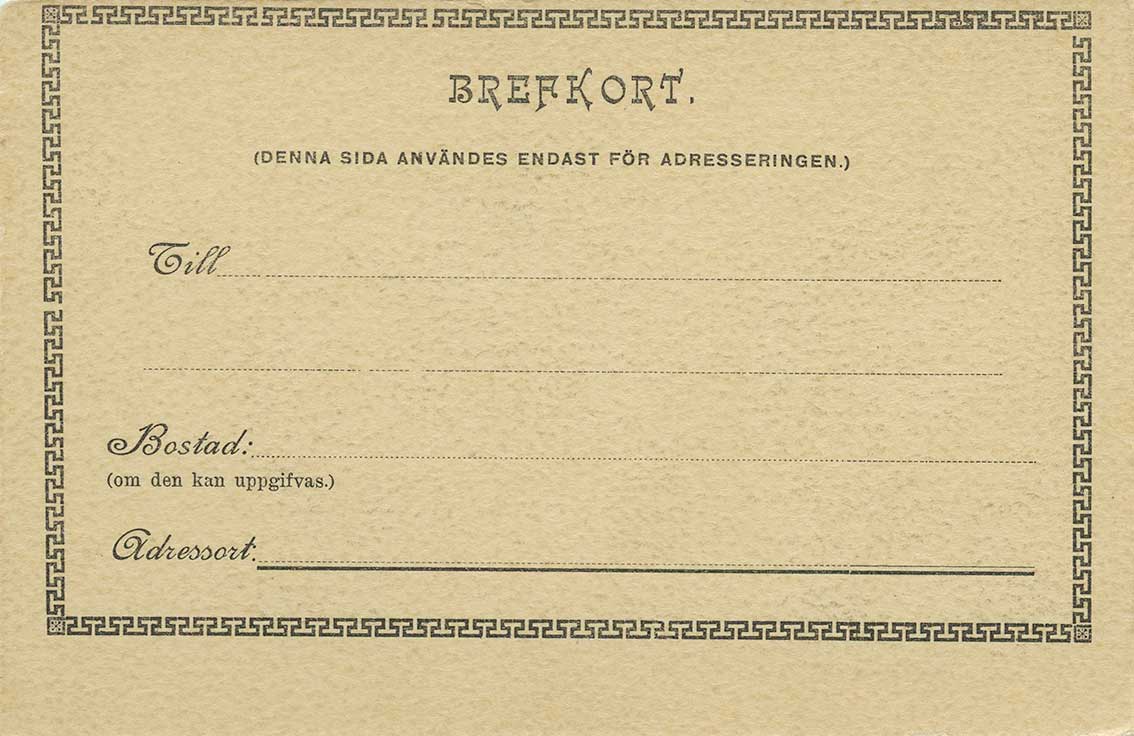 BREFKORT.
(DENNA SIDA ANVÄNDES ENDAST FÖR ADRESSERINGEN.)
Till
Bostad:
(om den kan uppgifvas.)
Adressort: